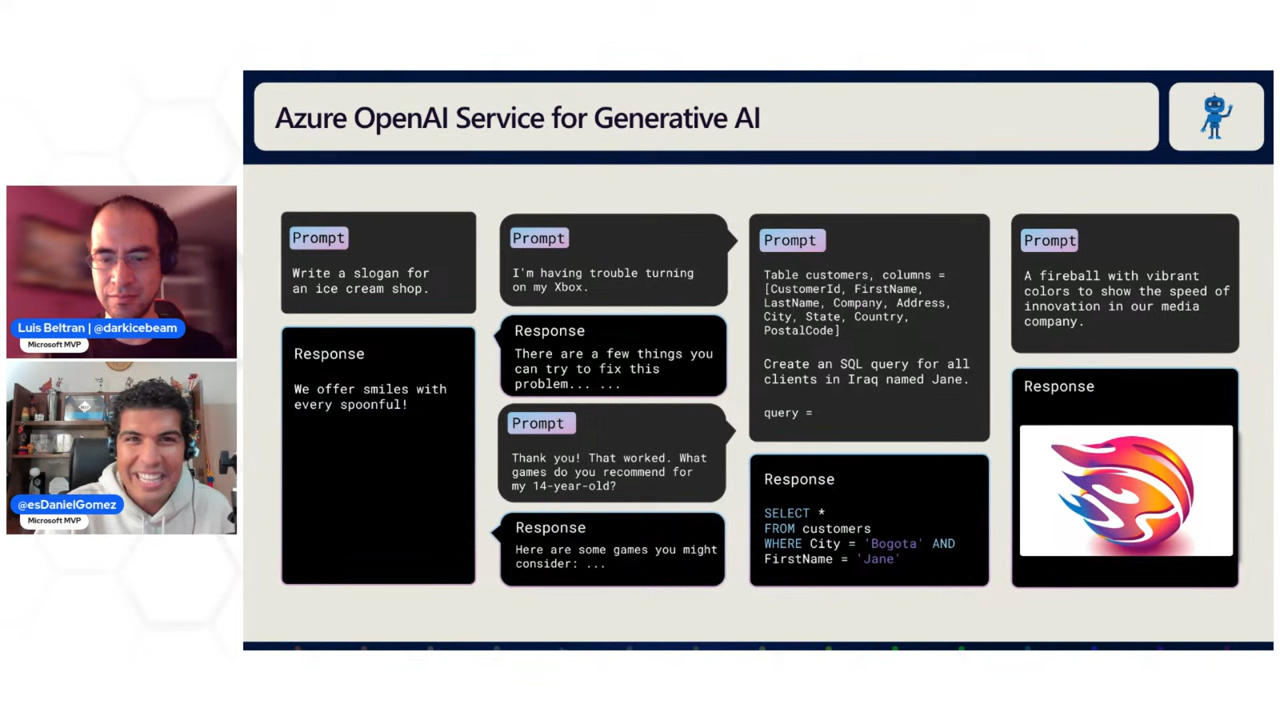 Azure OpenAI Service for Generative AI
Prompt
Write a slogan for
an ice cream shop.
Response
We offer smiles with
every spoonful!
Prompt
I'm having trouble turning
on my Xbox.
Response
There are a few things you
can try to fix this
problem... ...
Prompt
Thank you! That worked. What
games do you recommend for
my 14-year-old?
Response
Here are some games you might
consider: ...
Prompt
Table customers, columns =
[CustomerId, FirstName,
LastName, Company, Address,
City, State, Country,
PostalCode]
Create an SQL query for all
clients in Iraq named Jane.
query =
Response
SELECT *
FROM customers
WHERE City = 'Bogota' AND
FirstName = 'Jane'
Prompt
A fireball with vibrant
colors to show the speed of
innovation in our media
company.
Response
Luis Beltran | @darkicebeam
Microsoft MVP
@esDanielGomez
Microsoft MVP